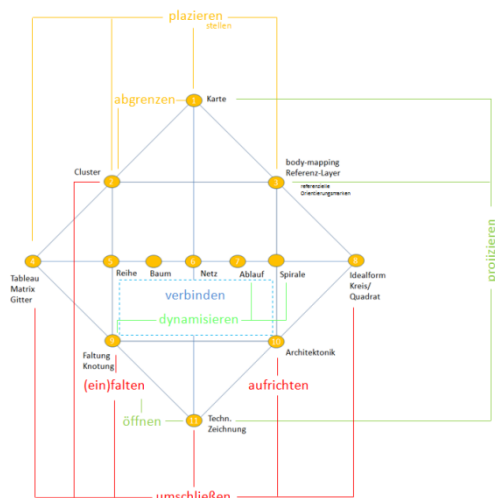 plazieren
stellen
abgrenzen
1
Karte
Cluster
2
3
body-mapping
Referenz-Layer
referenzielle
Orientierungsmarken
4
5
6
7
8
Tableau
Matrix
Gitter
Reihe
Baum
Netz
Ablauf
Spirale
Idealform
Kreis/
Quadrat
projizieren
verbinden
dynamisieren
9
10
Faltung
Knotung
Architektonik
(ein)falten
aufrichten
öffnen
11
Techn.
Zeichnung
umschließen